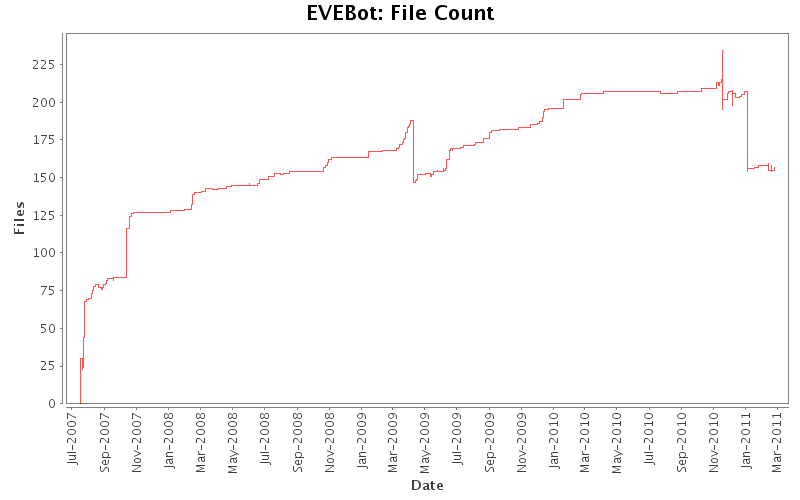 EVEBot: File Count
Files
225
200
175
150
125
100
75
50
25
0
Jul-2007
Sep-2007
Nov-2007
Jan-2008
Mar-2008
May-2008
Jul-2008
Sep-2008
Nov-2008
Jan-2009
Mar-2009
May-2009
Jul-2009
Sep-2009
Nov-2009
Jan-2010
Mar-2010
May-2010
Jul-2010
Sep-2010
Nov-2010
Jan-2011
Mar-2011
Date